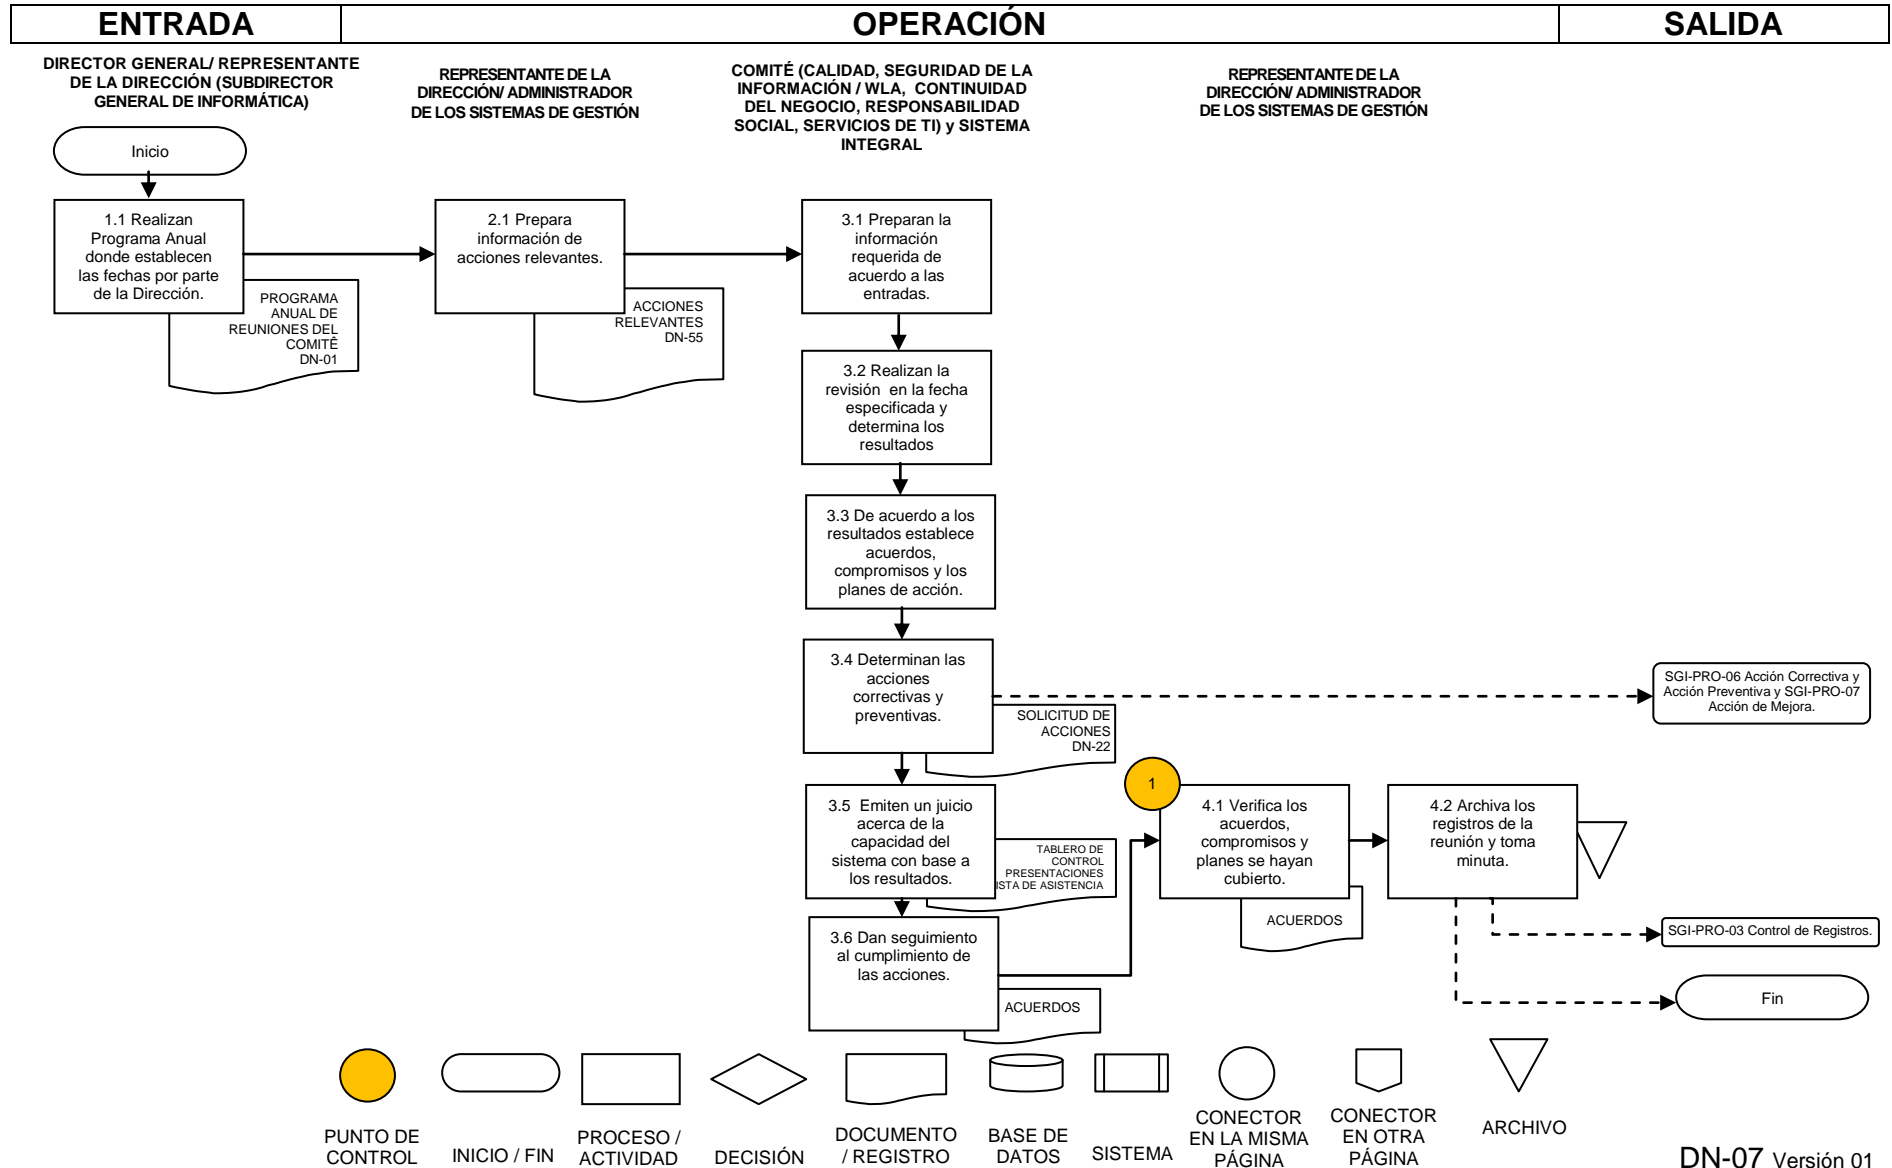 ENTRADA
OPERACIÓN
SALIDA
DIRECTOR GENERAL/ REPRESENTANTE
DE LA DIRECCIÓN (SUBDIRECTOR
GENERAL DE INFORMÁTICA)
REPRESENTANTE DE LA
DIRECCIÓN/ ADMINISTRADOR
DE LOS SISTEMAS DE GESTIÓN
COMITÉ (CALIDAD, SEGURIDAD DE LA
INFORMACIÓN / WLA, CONTINUIDAD
DEL NEGOCIO, RESPONSABILIDAD
SOCIAL, SERVICIOS DE TI) y SISTEMA
INTEGRAL
REPRESENTANTE DE LA
DIRECCIÓN/ ADMINISTRADOR
DE LOS SISTEMAS DE GESTIÓN
Inicio
1.1 Realizan
Programa Anual
donde establecen
las fechas por parte
de la Dirección.
PROGRAMA
ANUAL DE
REUNIONES DEL
COMITÊ
DN-01
2.1 Prepara
información de
acciones relevantes.
ACCIONES
RELEVANTES
DN-55
3.1 Preparan la
información
requerida de
acuerdo a las
entradas.
3.2 Realizan la
revisión en la fecha
especificada y
determina los
resultados
3.3 De acuerdo a los
resultados establece
acuerdos,
compromisos y los
planes de acción.
3.4 Determinan las
acciones
correctivas y
preventivas.
SOLICITUD DE
ACCIONES
DN-22
SGI-PRO-06 Acción Correctiva y
Acción Preventiva y SGI-PRO-07
Acción de Mejora.
3.5 Emiten un juicio
acerca de la
capacidad del
sistema con base a
los resultados.
TABLERO DE
CONTROL
PRESENTACIONES
ISTA DE ASISTENCIA
3.6 Dan seguimiento
al cumplimiento de
las acciones.
ACUERDOS
1
4.1 Verifica los
acuerdos,
compromisos y
planes se hayan
cubierto.
ACUERDOS
4.2 Archiva los
registros de la
reunión y toma
minuta.
SGI-PRO-03 Control de Registros.
Fin
PUNTO DE
CONTROL
INICIO / FIN
PROCESO /
ACTIVIDAD
DECISIÓN
DOCUMENTO
/ REGISTRO
BASE DE
DATOS
SISTEMA
CONECTOR
EN LA MISMA
PÁGINA
CONECTOR
EN OTRA
PÁGINA
ARCHIVO
DN-07 Versión 01